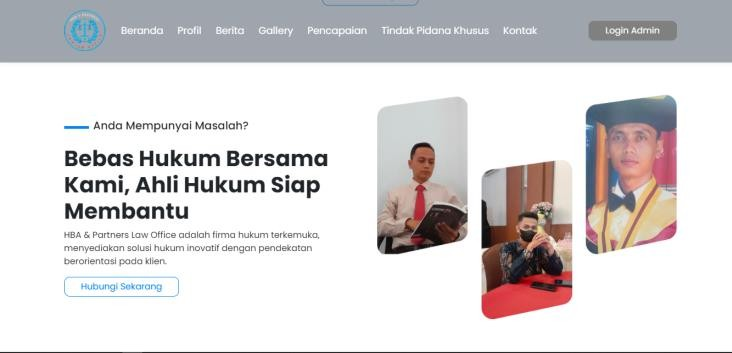 Beranda Profil Berita Gallery Pencapaian Tindak Pidana Khusus Kontak Login Admin
Anda Mempunyai Masalah?
Bebas Hukum Bersama
Kami, Ahli Hukum Siap
Membantu
HBA & Partners Law Office adalah firma hukum terkemuka,
menyediakan solusi hukum inovatif dengan pendekatan
berorientasi pada klien.
Hubungi Sekarang